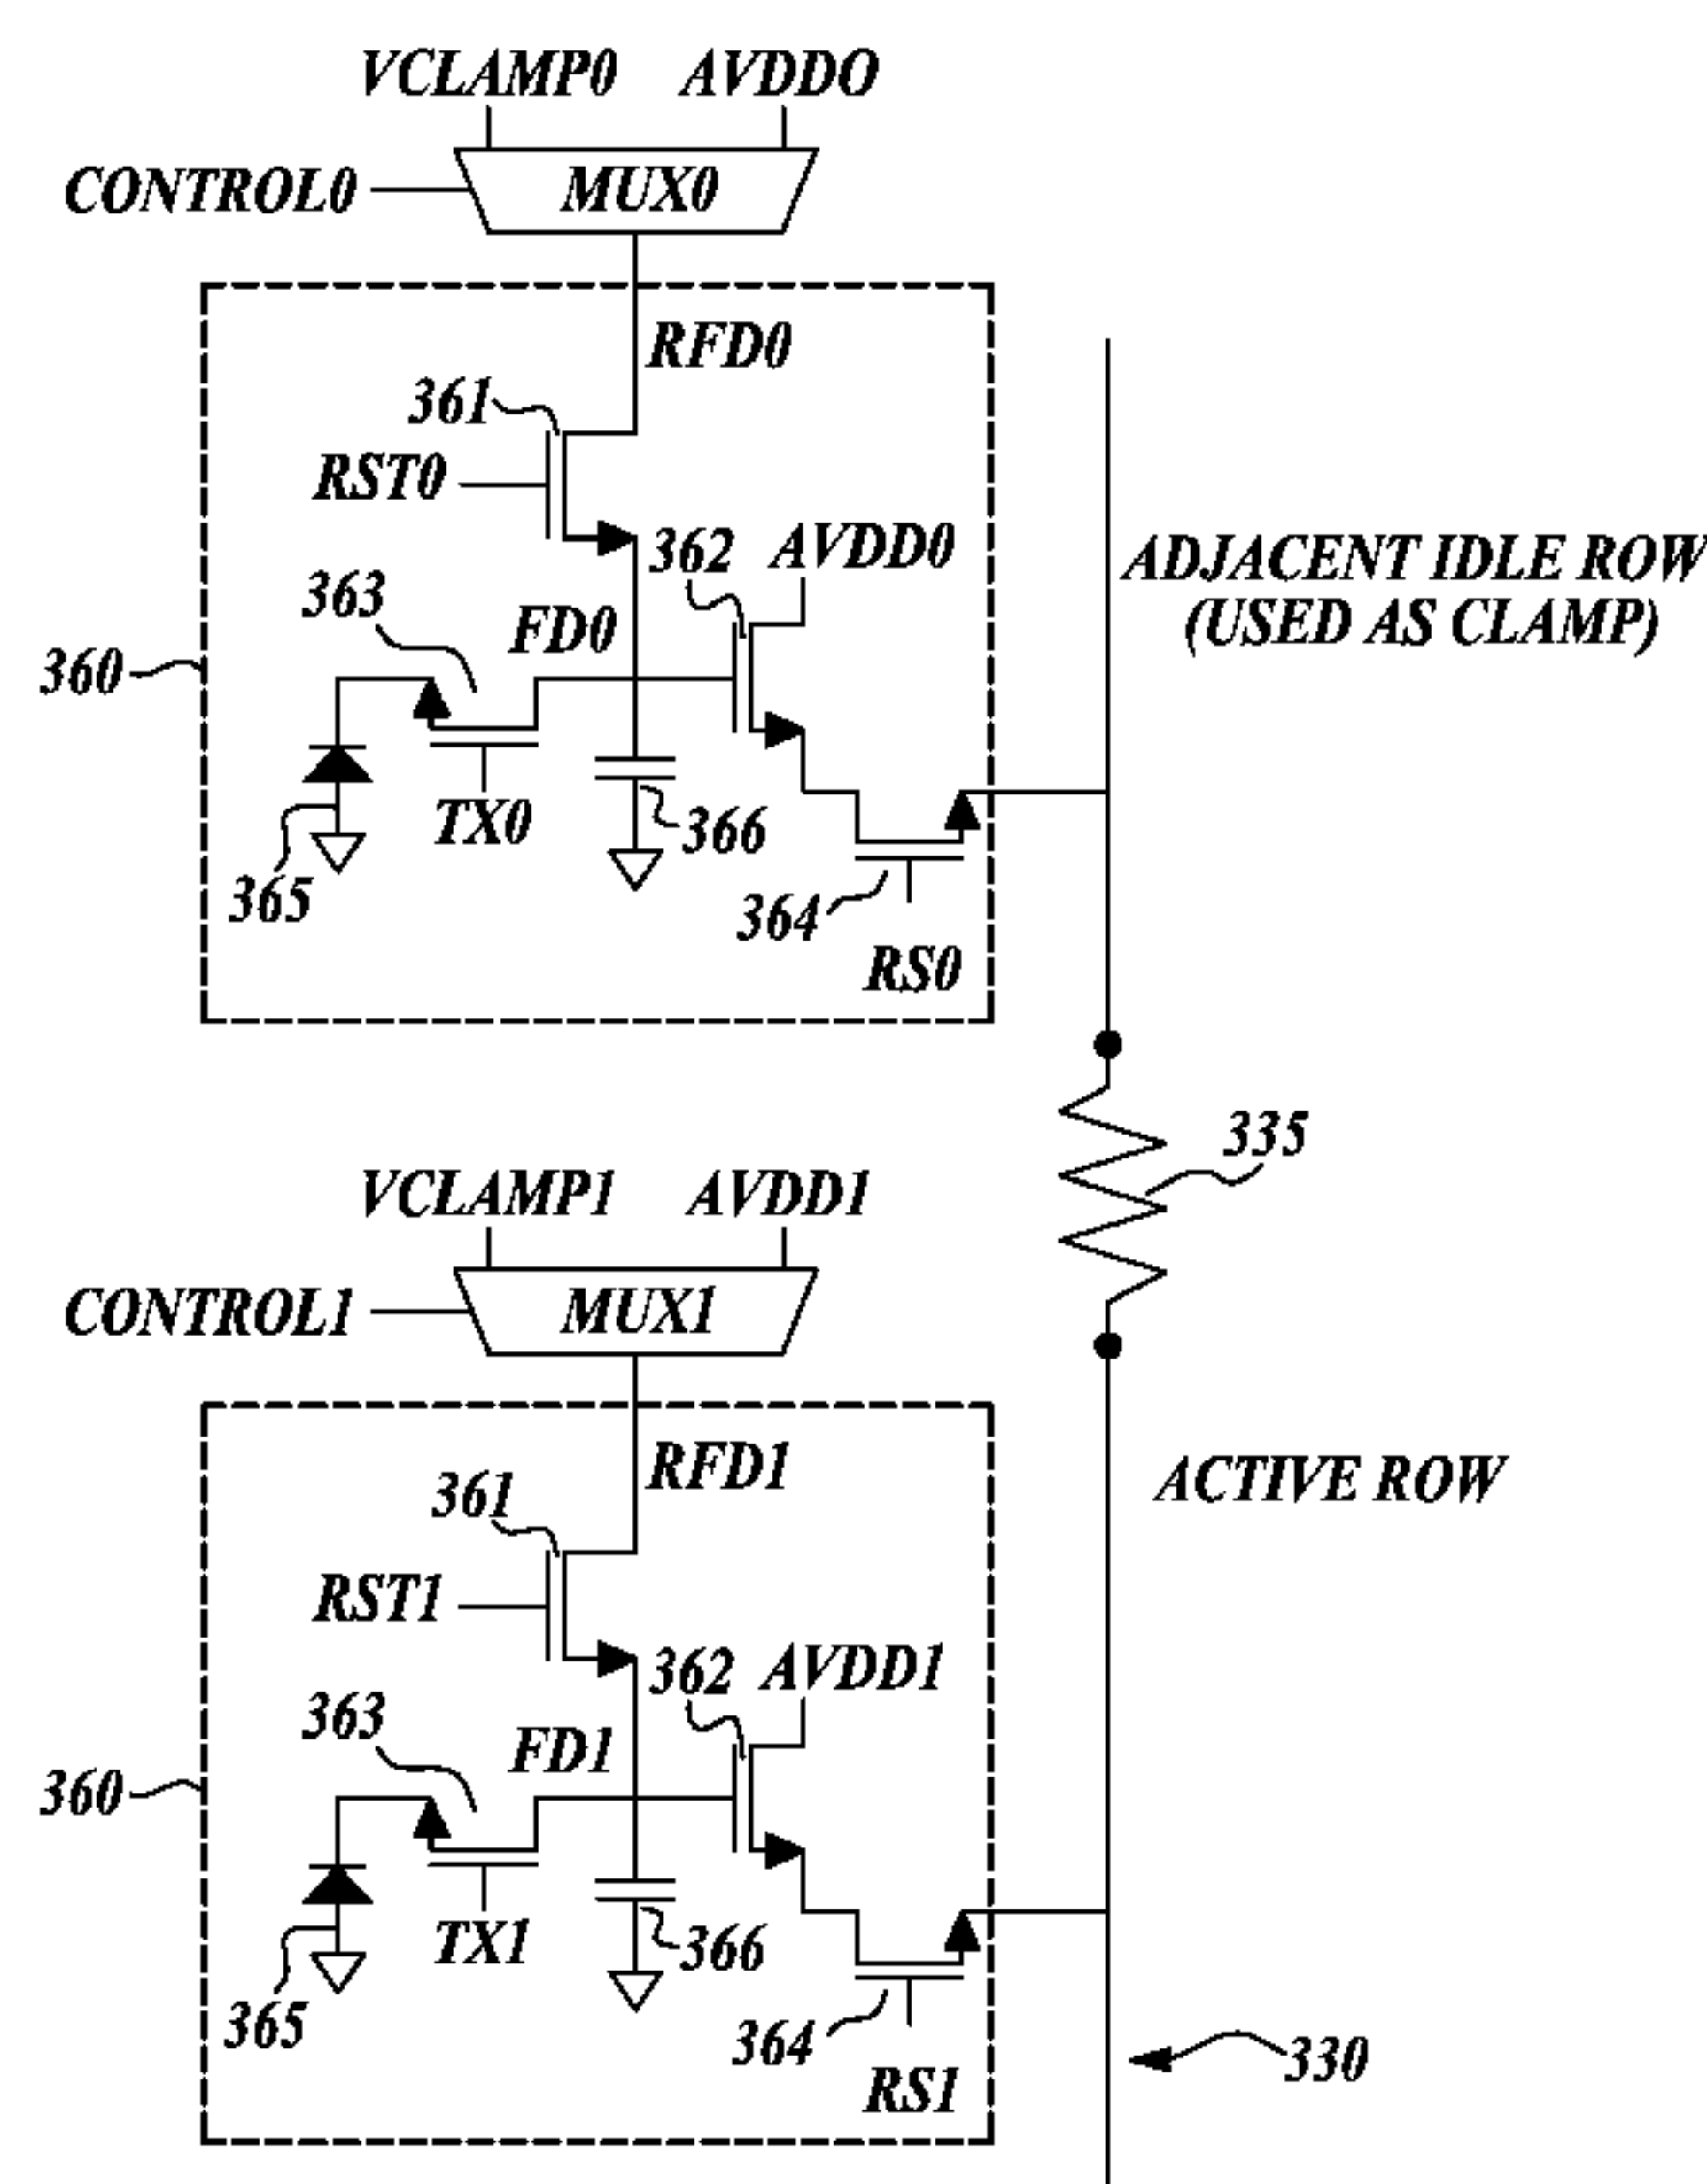 VCLAMP0 AVDDO
CONTROL0 MUX0
RFD0
361
RST0
362 AVDD0
ADJACENT IDLE ROW
(USED AS CLAMP)
363
FD0
360
TX0
366
365
364
RS0
335
VCLAMP1 AVDD1
CONTROL1 MUX1
RFD1
ACTIVE ROW
361
RST1
362 AVDD1
363
FD1
360
TX1
366
365
364
330
RS1